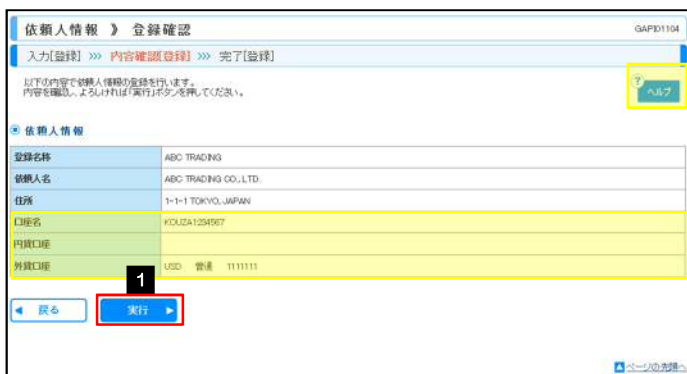 依頼人情報 》 登録確認
GAPI01104
入力[登録] >>> 内容確認[登録] >>> 完了[登録]
以下の内容で依頼人情報の登録を行います。
内容を確認し、よろしければ「実行」ボタンを押してください。
? ヘルプ
依頼人情報
登録名称 ABC TRADING
依頼人名 ABC TRADING CO.,LTD.
住所 1-1-1 TOKYO, JAPAN
口座名 KOUZA1234567
円貨口座
外貨口座 USD 普通 1111111
1
戻る 実行
ページの先頭へ